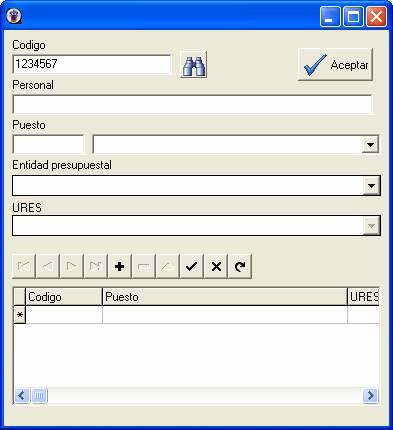 Codigo
1234567
Aceptar
Personal
Puesto
Entidad presupuestal
URES
Codigo Puesto URES